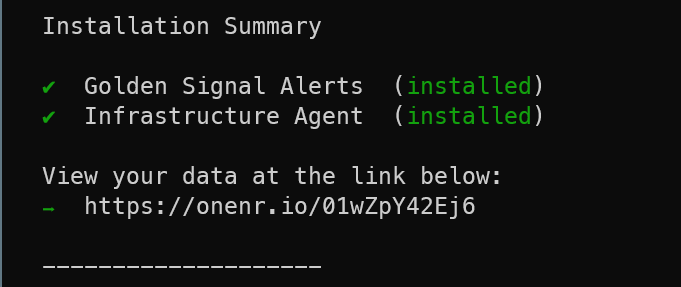 Installation Summary
✔ Golden Signal Alerts (installed)
✔ Infrastructure Agent (installed)
View your data at the link below:
→ https://onenr.io/01wZpY42Ej6
--------------------